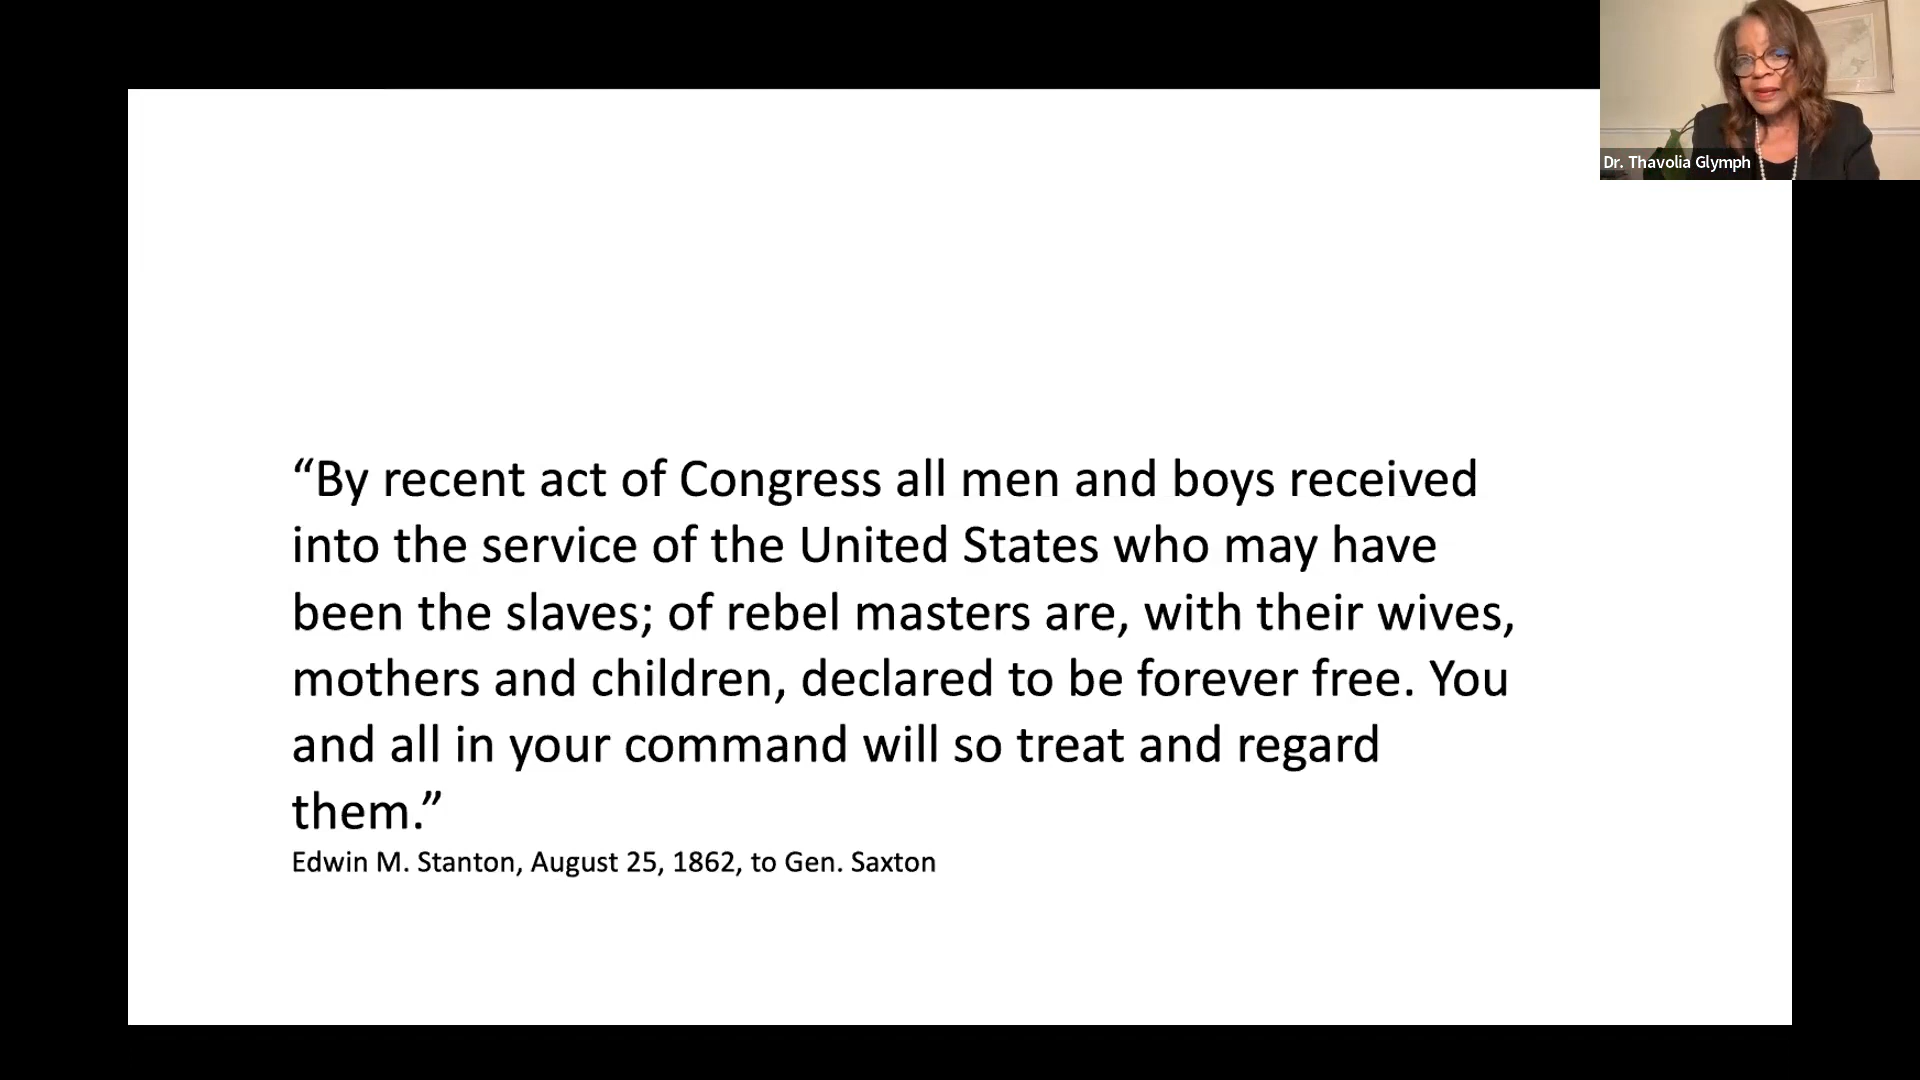 Dr. Thavolia Glymph
“By recent act of Congress all men and boys received
into the service of the United States who may have
been the slaves; of rebel masters are, with their wives,
mothers and children, declared to be forever free. You
and all in your command will so treat and regard
them.”
Edwin M. Stanton, August 25, 1862, to Gen. Saxton